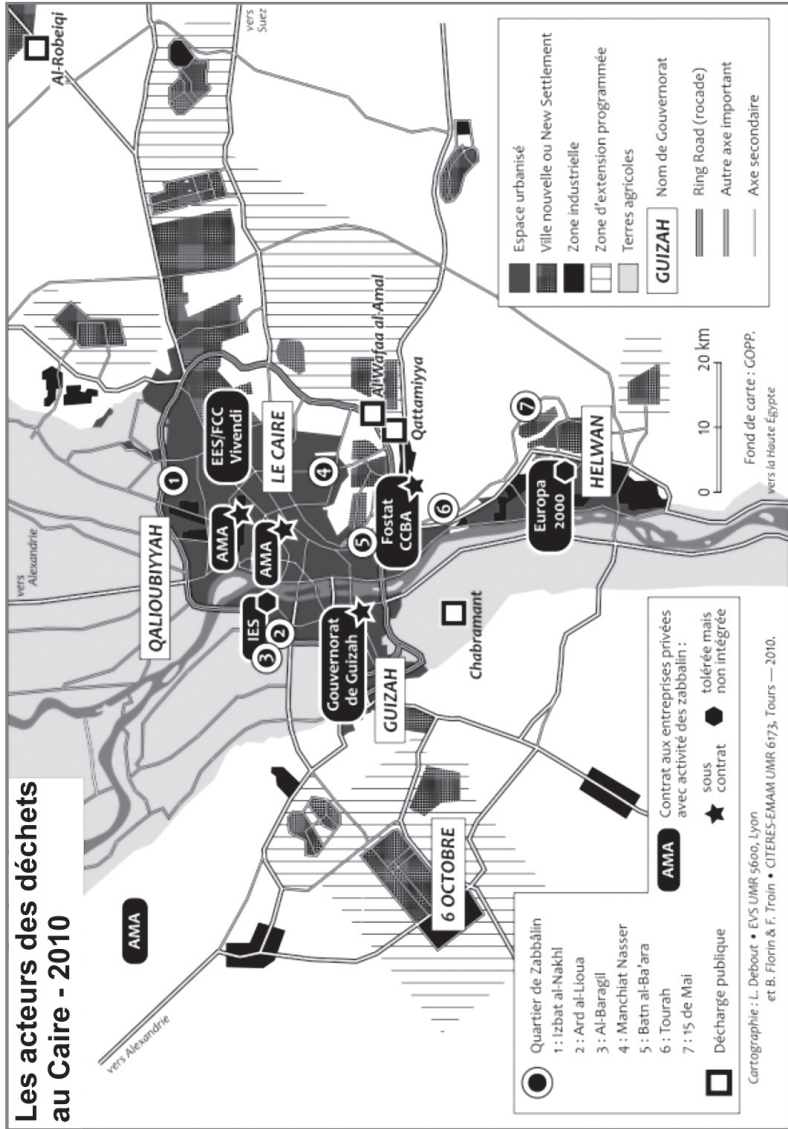 Les acteurs des déchets
au Caire - 2010
vers Alexandrie
AMA
vers
Alexandrie
QALIOUBIYYAH
1
EES/FCC
Vivendi
AMA
AMA
LE CAIRE
IES
3
2
4
5
Gouvernorat
de Guizah
GUIZAH
Fostat
CCBA
6
Al-Wafaa al-Amal
Qattamiyya
Al-Robeiqi
vers
Suez
6 OCTOBRE
Chabramant
Europa
2000
7
HELWAN
vers la Haute Égypte
Fond de carte : GOPP.
0 10 20 km
Espace urbanisé
Ville nouvelle ou New Settlement
Zone industrielle
Zone d'extension programmée
Terres agricoles
GUIZAH Nom de Gouvernorat
Ring Road (rocade)
Autre axe important
Axe secondaire
Quartier de Zabbâlin
1 : Izbat al-Nakhl
2 : Ard al-Lioua
3 : Al-Baragil
4 : Manchiat Nasser
5 : Batn al-Ba'ara
6 : Tourah
7 : 15 de Mai
Décharge publique
AMA Contrat aux entreprises privées
avec activité des zabbalin :
sous
contrat
tolérée mais
non intégrée
Cartographie : L. Debout • EVS UMR 5600, Lyon
et B. Florin & F. Troin • CITERES-EMAM UMR 6173, Tours — 2010.